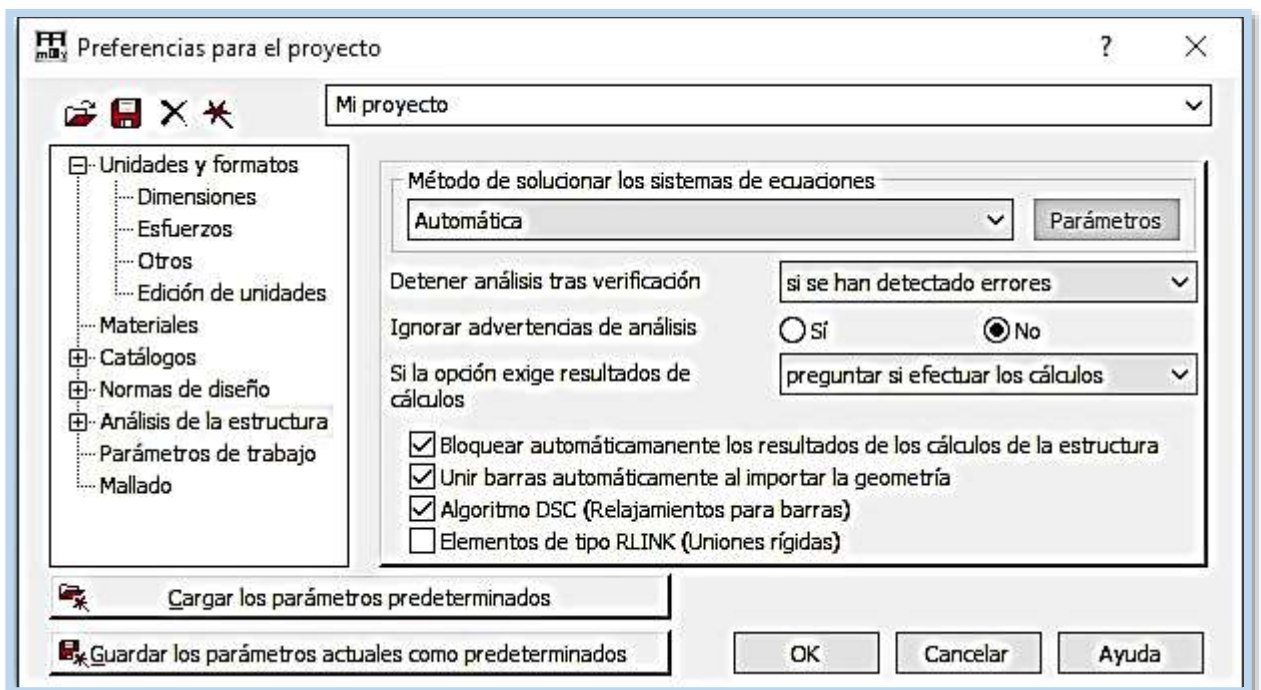 Preferencias para el proyecto
Mi proyecto
Unidades y formatos
Dimensiones
Esfuerzos
Otros
Edición de unidades
Materiales
Catálogos
Normas de diseño
Análisis de la estructura
Parámetros de trabajo
Mallado
Método de solucionar los sistemas de ecuaciones
Automática Parámetros
Detener análisis tras verificación si se han detectado errores
Ignorar advertencias de análisis Sí No
Si la opción exige resultados de
cálculos
preguntar si efectuar los cálculos
Bloquear automáticamanente los resultados de los cálculos de la estructura
Unir barras automáticamente al importar la geometría
Algoritmo DSC (Relajamientos para barras)
Elementos de tipo RLINK (Uniones rígidas)
Cargar los parámetros predeterminados
Guardar los parámetros actuales como predeterminados
OK Cancelar Ayuda